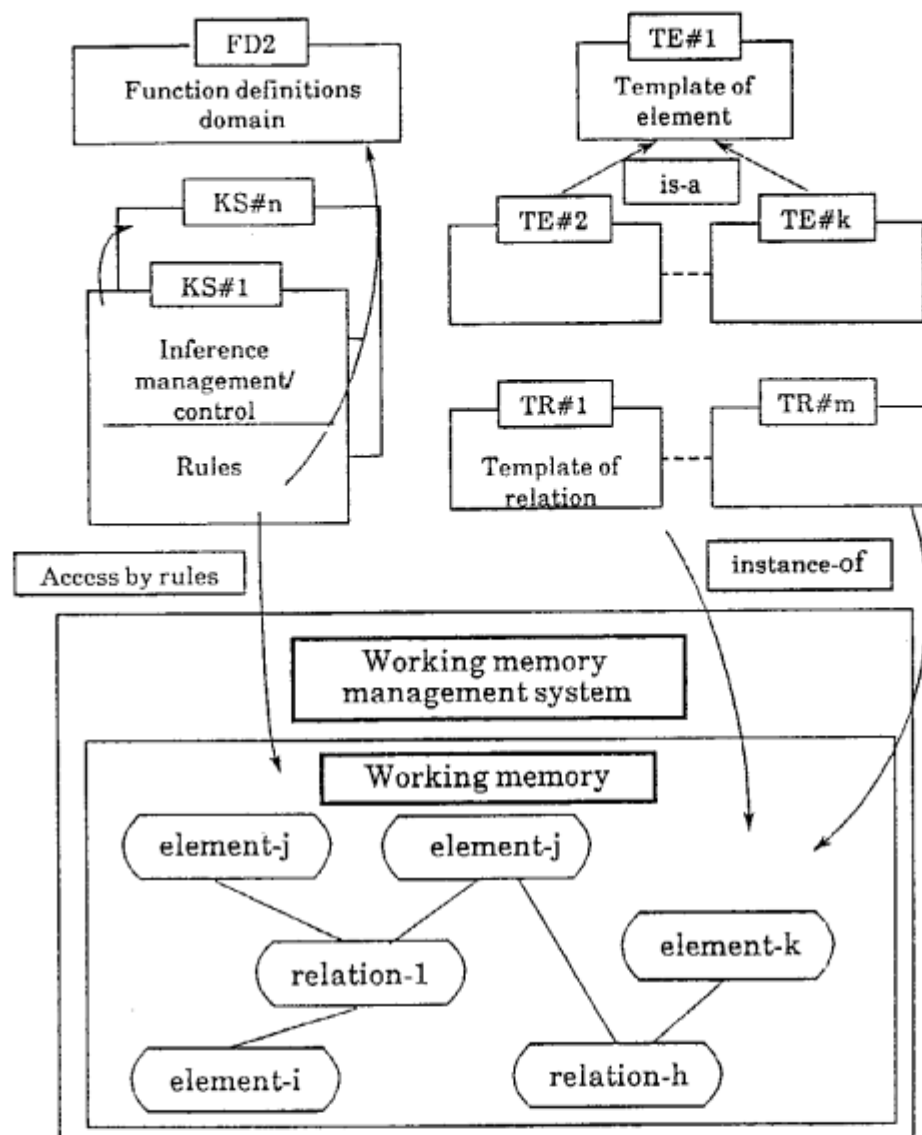 FD2
Function definitions
domain
TE#1
Template of
element
is-a
KS#n
TE#2
TE#k
KS#1
Inference
management/
control
Rules
TR#1
Template of
relation
TR#m
Access by rules
instance-of
Working memory
management system
Working memory
element-j
element-j
element-k
relation-1
element-i
relation-h